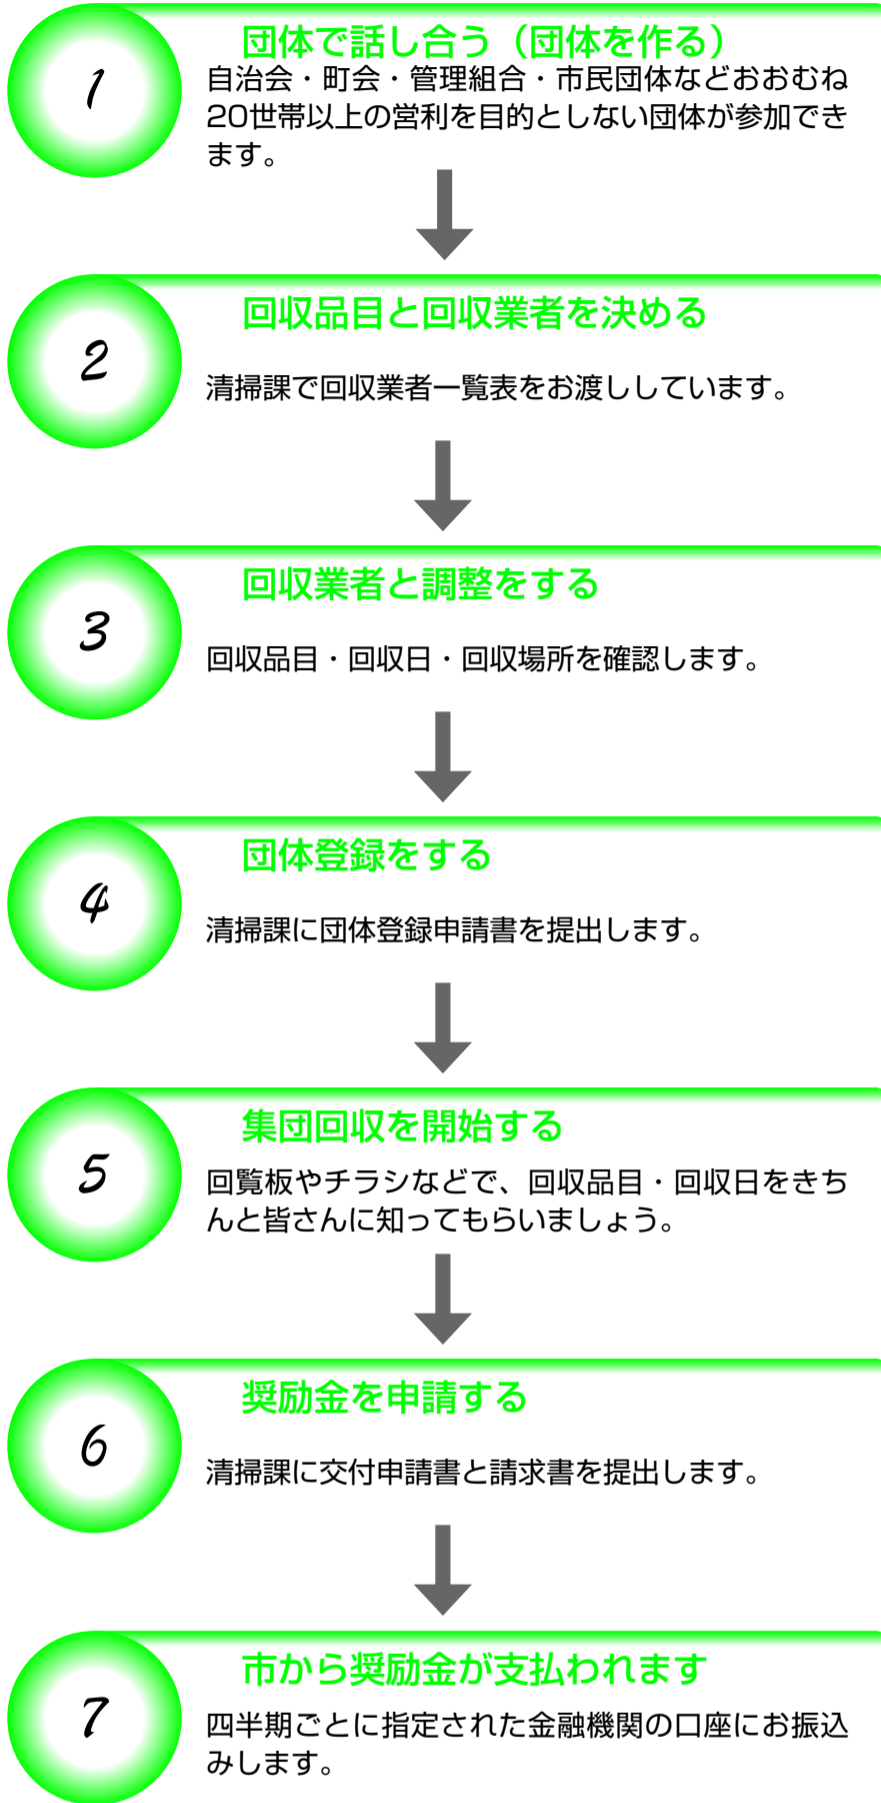 1
団体で話し合う（団体を作る）
自治会・町会・管理組合・市民団体などおおむね
20世帯以上の営利を目的としない団体が参加でき
ます。
2
回収品目と回収業者を決める
清掃課で回収業者一覧表をお渡ししています。
3
回収業者と調整をする
回収品目・回収日・回収場所を確認します。
4
団体登録をする
清掃課に団体登録申請書を提出します。
5
集団回収を開始する
回覧板やチラシなどで、回収品目・回収日をきち
んと皆さんに知ってもらいましょう。
6
奨励金を申請する
清掃課に交付申請書と請求書を提出します。
7
市から奨励金が支払われます
四半期ごとに指定された金融機関の口座にお振込
みします。